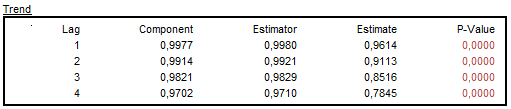 Trend
Lag Component Estimator Estimate P-Value
1 0,9977 0,9980 0,9614 0,0000
2 0,9914 0,9921 0,9113 0,0000
3 0,9821 0,9829 0,8516 0,0000
4 0,9702 0,9710 0,7845 0,0000